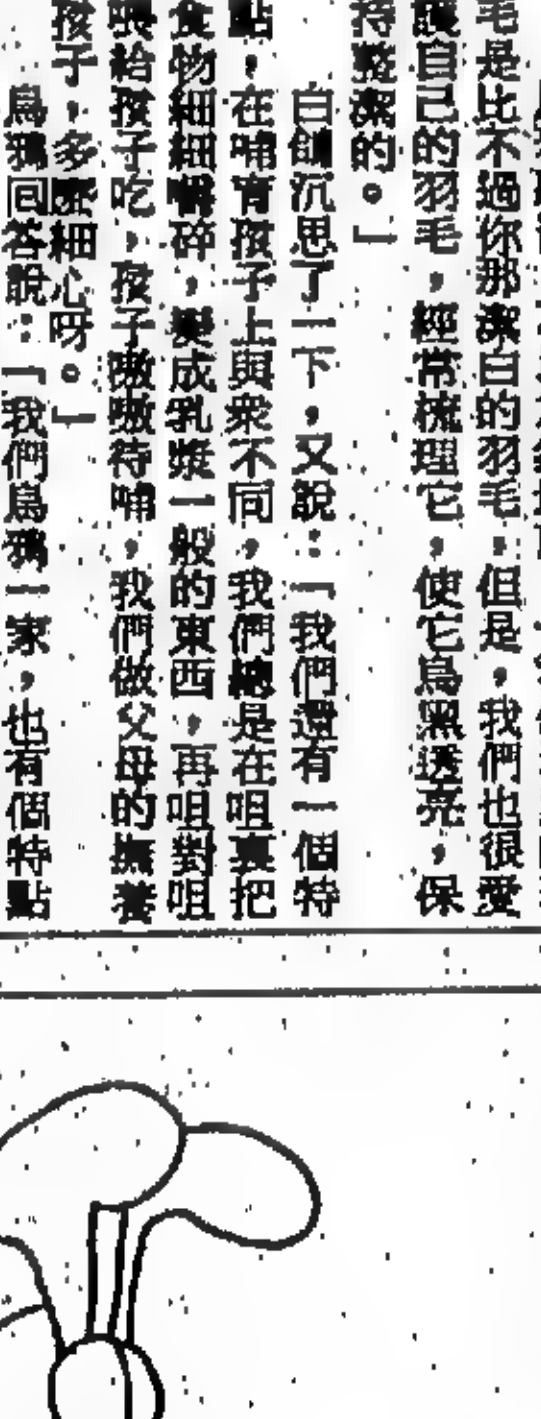 毛是比不過你那潔白的羽毛,但是,我們也很愛
護自己的羽毛,經常梳理它,使它烏黑透亮,保
持整潔的。」
白鴿沉思了一下,又說:「我們還有一個特
點,在哺育孩子上與衆不同,我們總是在咀裏把
食物細細嚼碎,變成乳漿一般的東西,再咀對咀
喂給孩子吃,孩子嗷嗷待哺,我們做父母的撫養
孩子,多麽細心呀。」
烏鴉回答說:「我們烏鴉一家,也有個特點